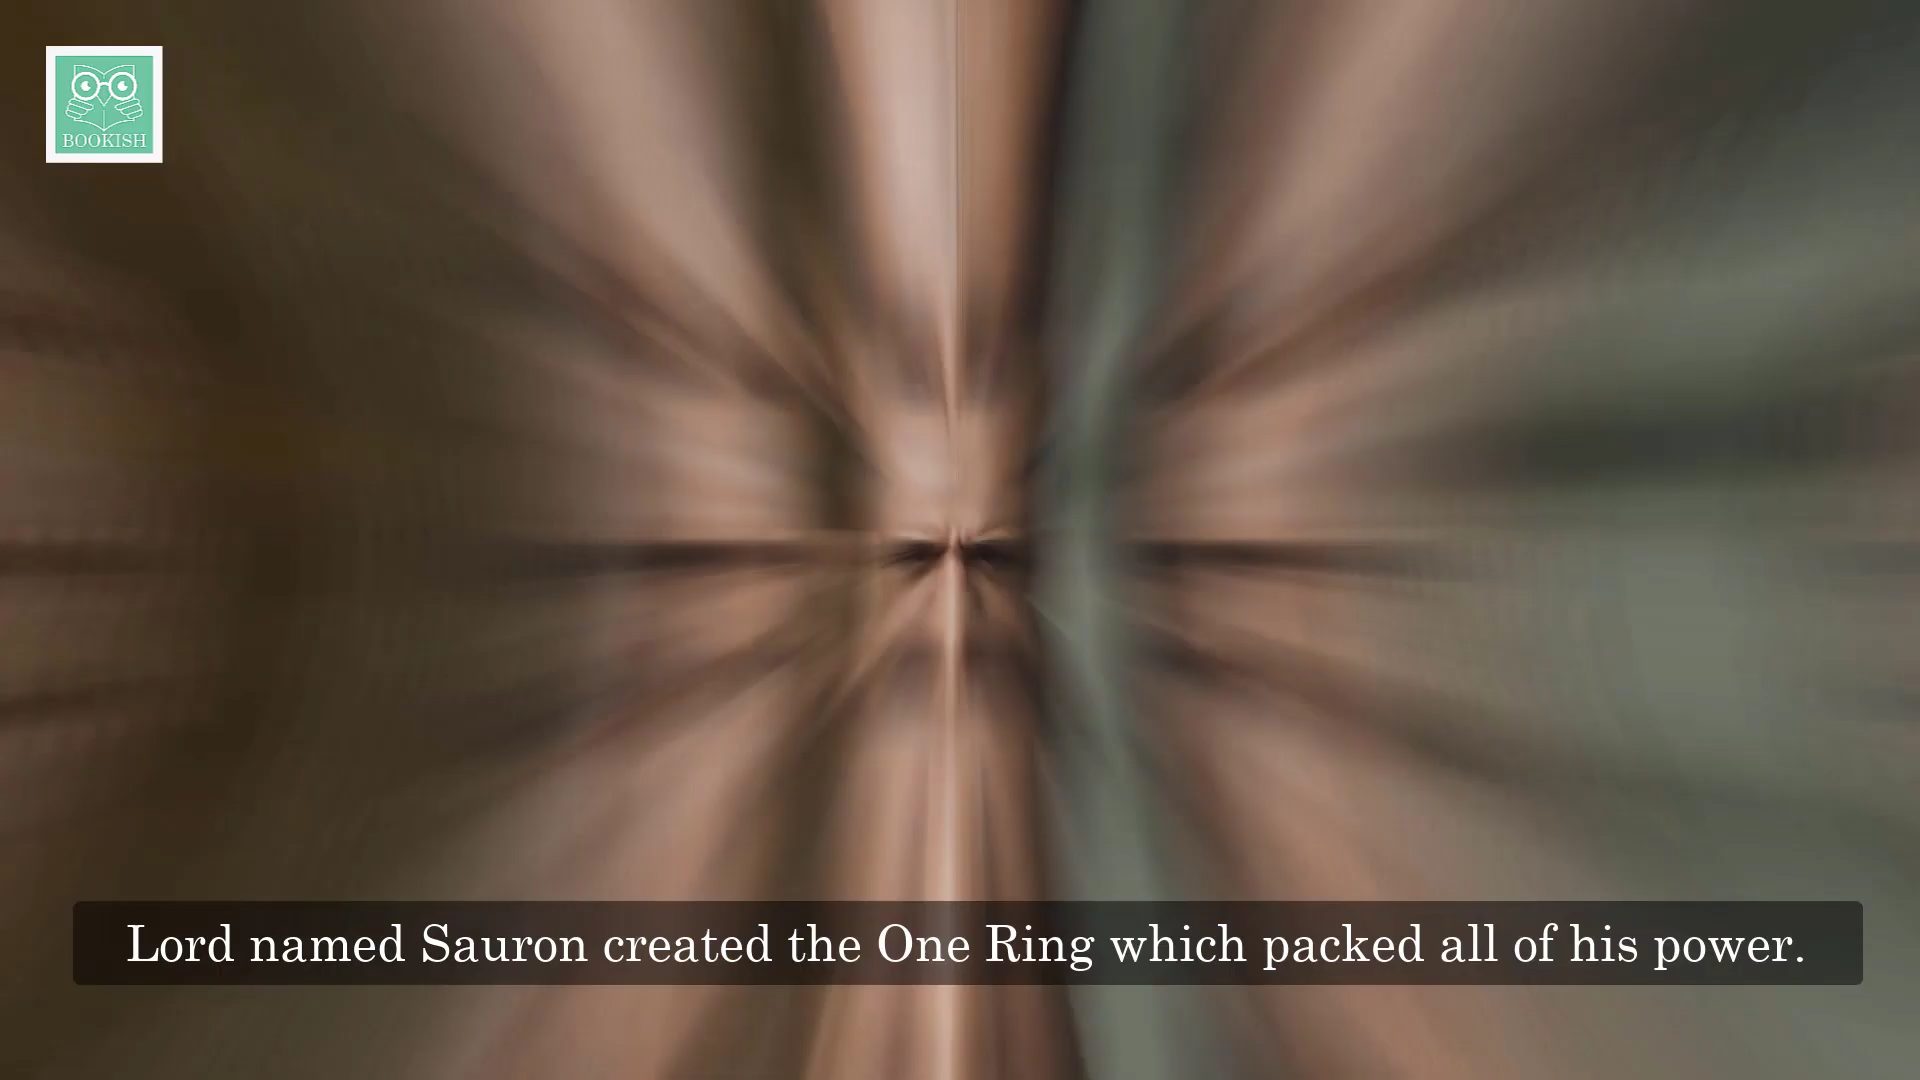 BOOKISH
Lord named Sauron created the One Ring which packed all of his power.